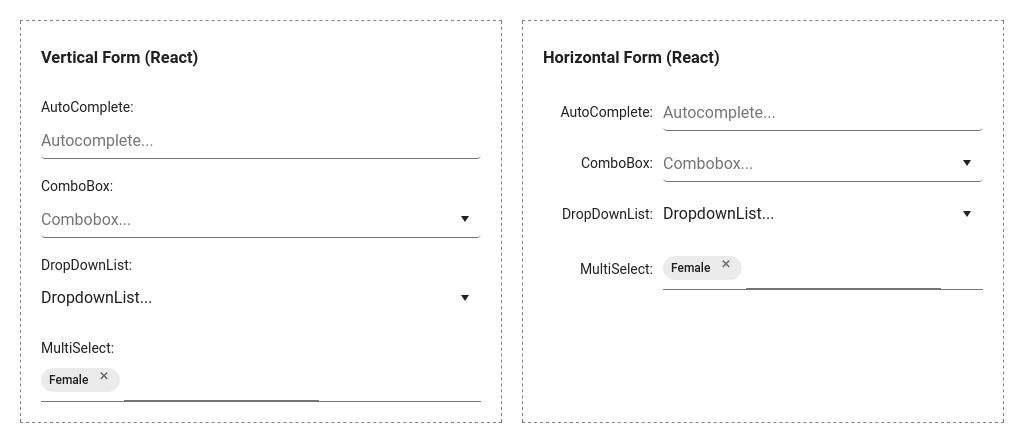 Vertical Form (React)
AutoComplete:
Autocomplete...
ComboBox:
Combobox...
DropDownList:
DropdownList...
MultiSelect:
Female ✕
Horizontal Form (React)
AutoComplete: Autocomplete...
ComboBox: Combobox...
DropDownList: DropdownList...
MultiSelect: Female ✕